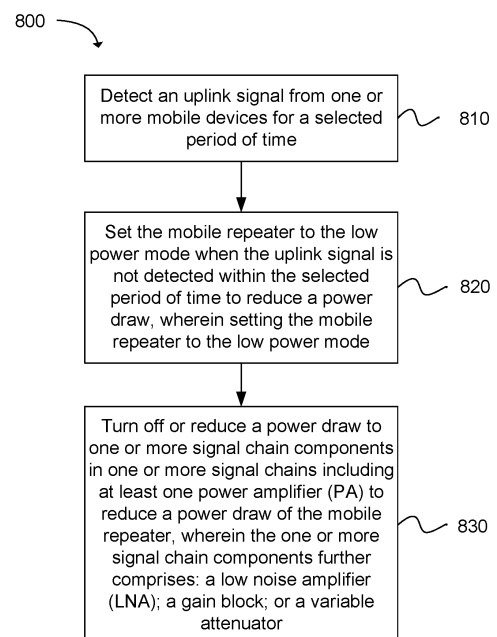 800
Detect an uplink signal from one or
more mobile devices for a selected
period of time
810
Set the mobile repeater to the low
power mode when the uplink signal is
not detected within the selected
period of time to reduce a power
draw, wherein setting the mobile
repeater to the low power mode
820
Turn off or reduce a power draw to
one or more signal chain components
in one or more signal chains including
at least one power amplifier (PA) to
reduce a power draw of the mobile
repeater, wherein the one or more
signal chain components further
comprises: a low noise amplifier
(LNA); a gain block; or a variable
attenuator
830